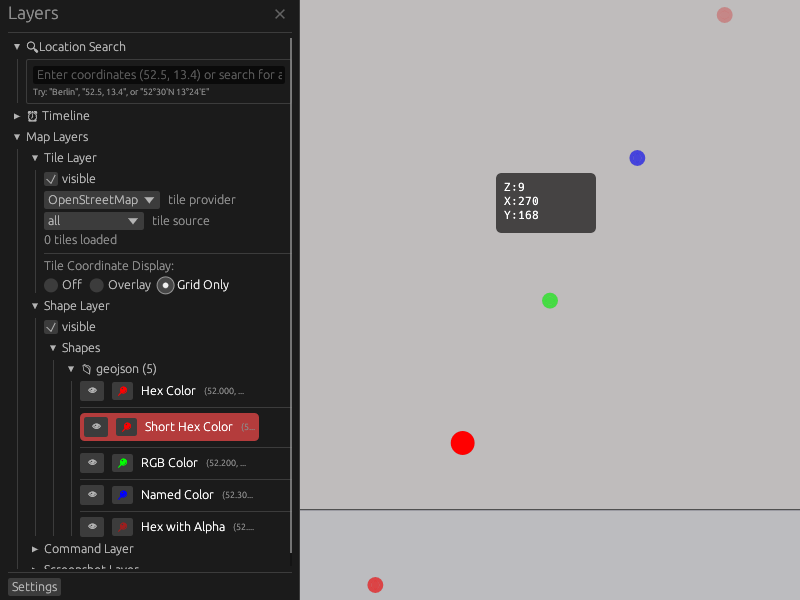 Layers
Location Search
Enter coordinates (52.5, 13.4) or search for a
Try: "Berlin", "52.5, 13.4", or "52°30'N 13°24'E"
Timeline
Map Layers
Tile Layer
visible
OpenStreetMap tile provider
all tile source
0 tiles loaded
Tile Coordinate Display:
Off Overlay Grid Only
Shape Layer
visible
Shapes
geojson (5)
Hex Color (52.000, ...
Short Hex Color (5...
RGB Color (52.200, ...
Named Color (52.30...
Hex with Alpha (52....
Command Layer
Screenshot Layer
Settings
Z:9
X:270
Y:168